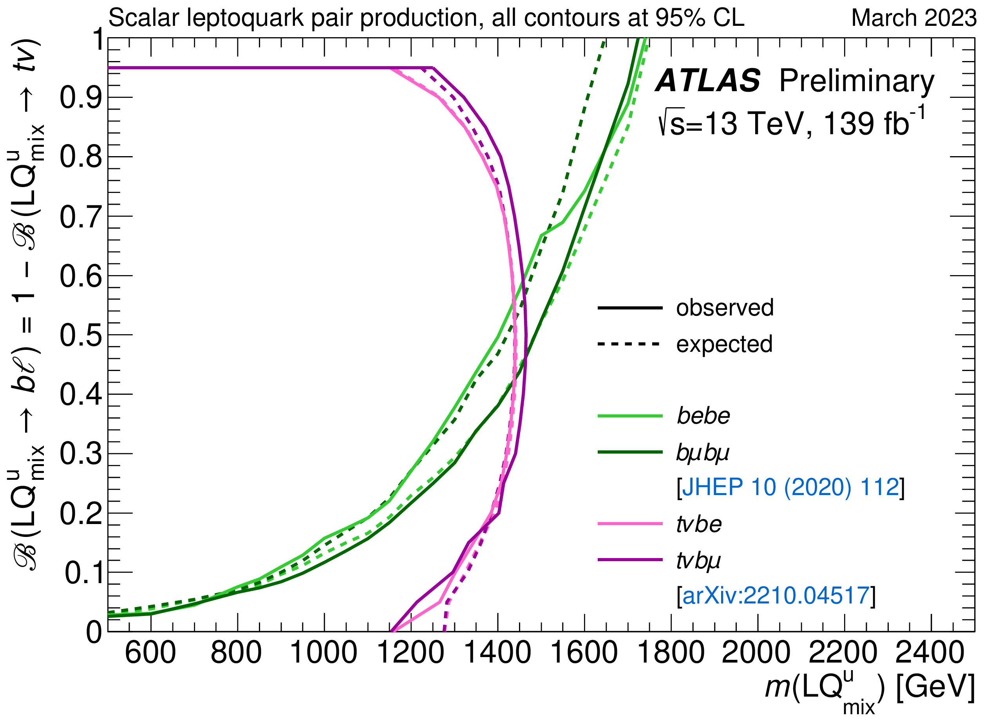 Scalar leptoquark pair production, all contours at 95% CL March 2023
ℬ(LQᵘₘᵢₓ → bℓ) = 1 − ℬ(LQᵘₘᵢₓ → tν)
1
0.9
0.8
0.7
0.6
0.5
0.4
0.3
0.2
0.1
0
ATLAS Preliminary
√s=13 TeV, 139 fb⁻¹
observed
expected
bebe
bμbμ
[JHEP 10 (2020) 112]
tνbe
tνbμ
[arXiv:2210.04517]
600 800 1000 1200 1400 1600 1800 2000 2200 2400
m(LQᵘₘᵢₓ) [GeV]